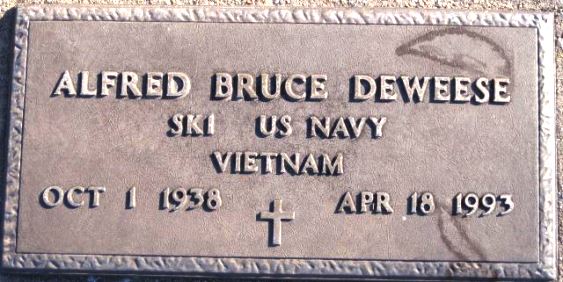 ALFRED BRUCE DEWEESE
SK1 US NAVY
VIETNAM
OCT 1 1938 APR 18 1993